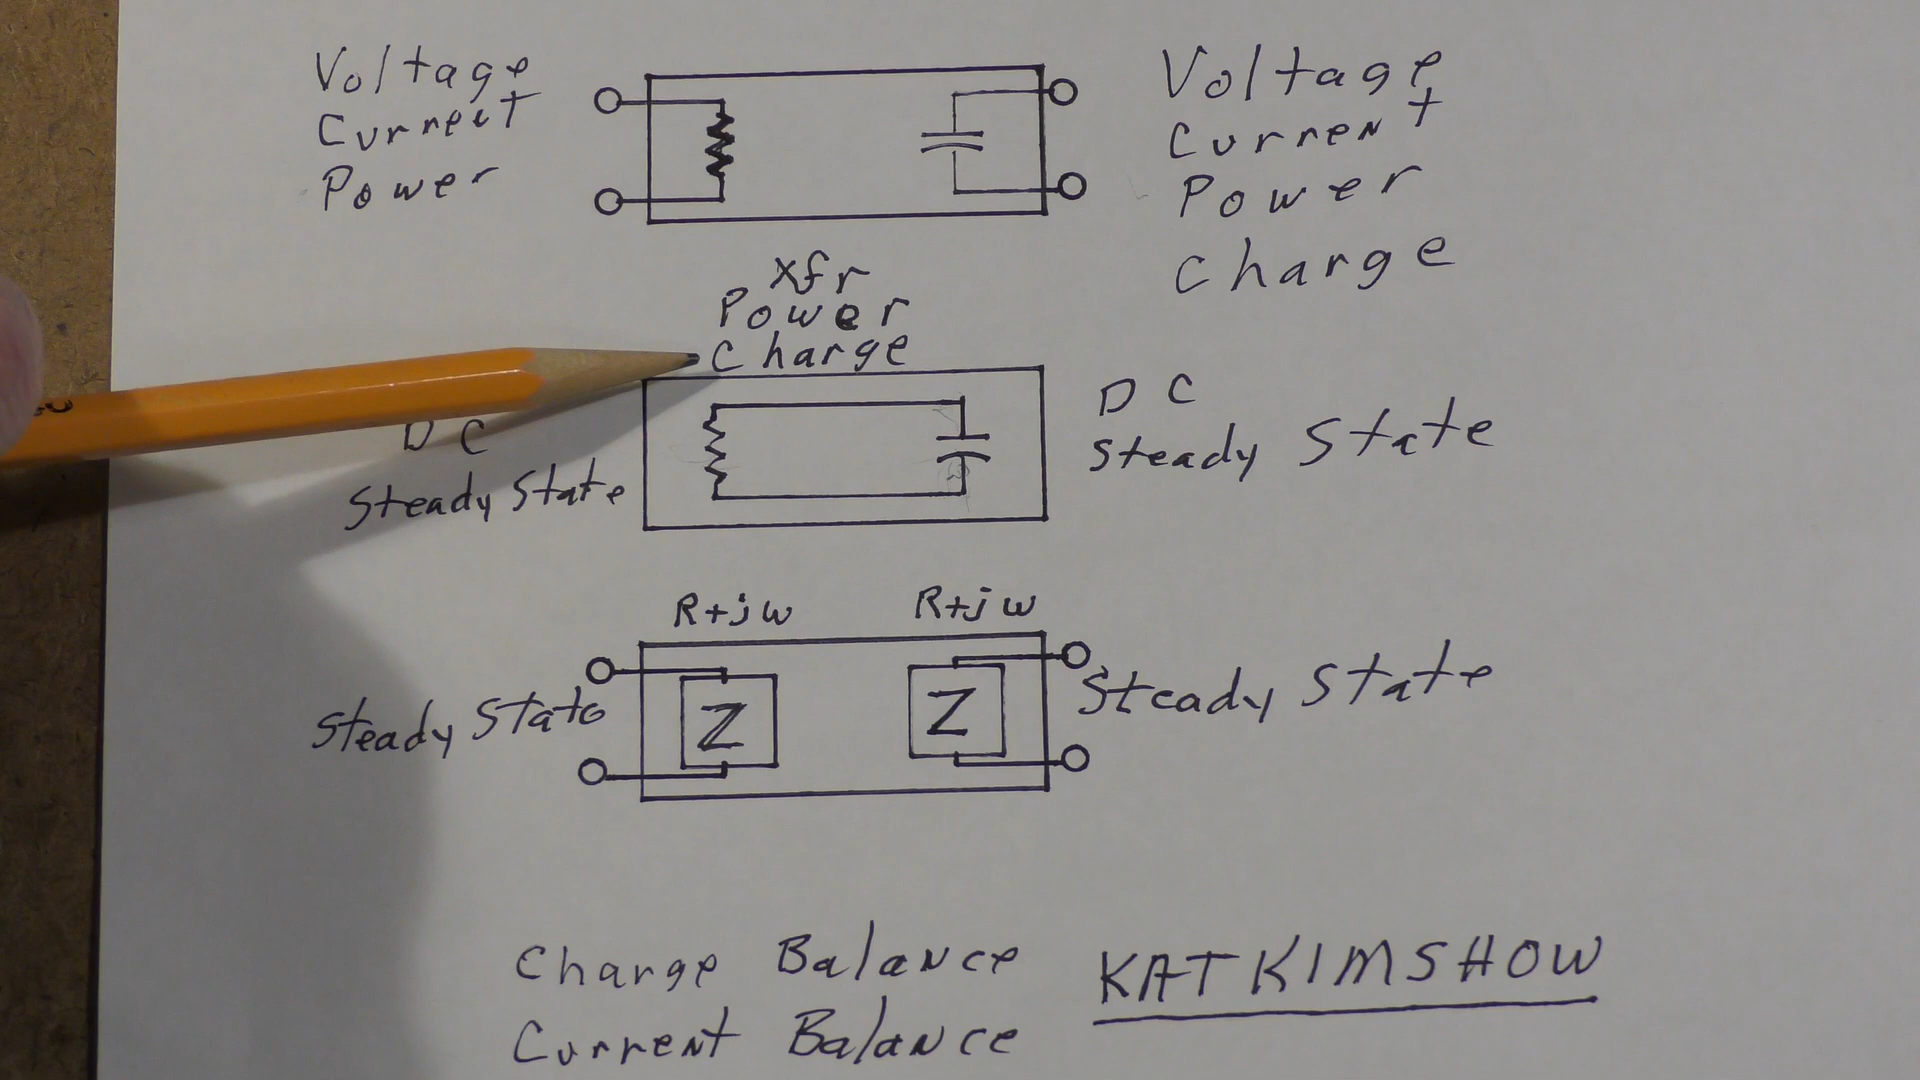 Voltage
Current
Power
Voltage
Current
Power
Charge
Xfr
Power
Charge
DC
Steady State
DC
Steady State
R+jw
R+jw
Steady State
Z
Z
Steady State
Charge Balance
Current Balance
KATKIMSHOW